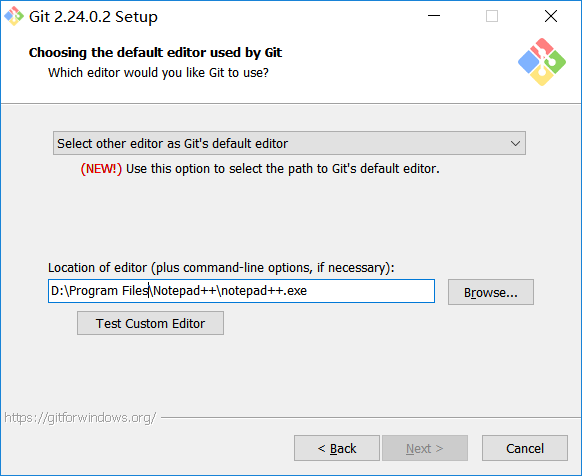 Git 2.24.0.2 Setup
Choosing the default editor used by Git
Which editor would you like Git to use?
Select other editor as Git's default editor
(NEW!) Use this option to select the path to Git's default editor.
Location of editor (plus command-line options, if necessary):
D:\Program Files\Notepad++\notepad++.exe
Browse...
Test Custom Editor
https://gitforwindows.org/
< Back
Next >
Cancel